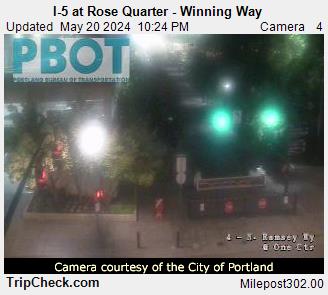 I-5 at Rose Quarter - Winning Way
Updated May 20 2024 10:24 PM Camera 4
PBOT
PORTLAND BUREAU OF TRANSPORTATION
4 - N. Ramsey Wy
@ One Ctr
Camera courtesy of the City of Portland
TripCheck.com Milepost302.00